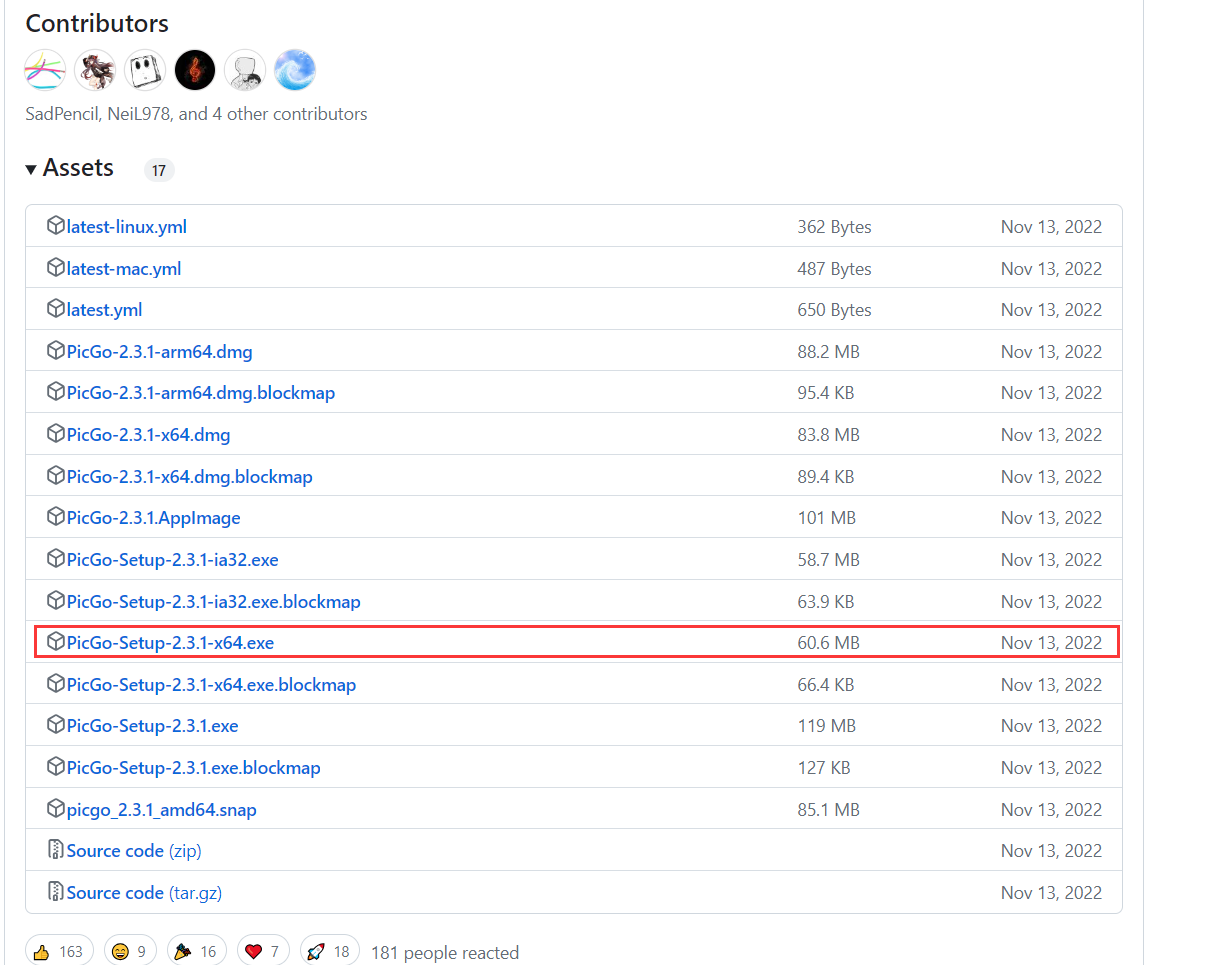 Contributors
SadPencil, NeiL978, and 4 other contributors
Assets 17
latest-linux.yml 362 Bytes Nov 13, 2022
latest-mac.yml 487 Bytes Nov 13, 2022
latest.yml 650 Bytes Nov 13, 2022
PicGo-2.3.1-arm64.dmg 88.2 MB Nov 13, 2022
PicGo-2.3.1-arm64.dmg.blockmap 95.4 KB Nov 13, 2022
PicGo-2.3.1-x64.dmg 83.8 MB Nov 13, 2022
PicGo-2.3.1-x64.dmg.blockmap 89.4 KB Nov 13, 2022
PicGo-2.3.1.AppImage 101 MB Nov 13, 2022
PicGo-Setup-2.3.1-ia32.exe 58.7 MB Nov 13, 2022
PicGo-Setup-2.3.1-ia32.exe.blockmap 63.9 KB Nov 13, 2022
PicGo-Setup-2.3.1-x64.exe 60.6 MB Nov 13, 2022
PicGo-Setup-2.3.1-x64.exe.blockmap 66.4 KB Nov 13, 2022
PicGo-Setup-2.3.1.exe 119 MB Nov 13, 2022
PicGo-Setup-2.3.1.exe.blockmap 127 KB Nov 13, 2022
picgo_2.3.1_amd64.snap 85.1 MB Nov 13, 2022
Source code (zip) Nov 13, 2022
Source code (tar.gz) Nov 13, 2022
163 9 16 7 18 181 people reacted